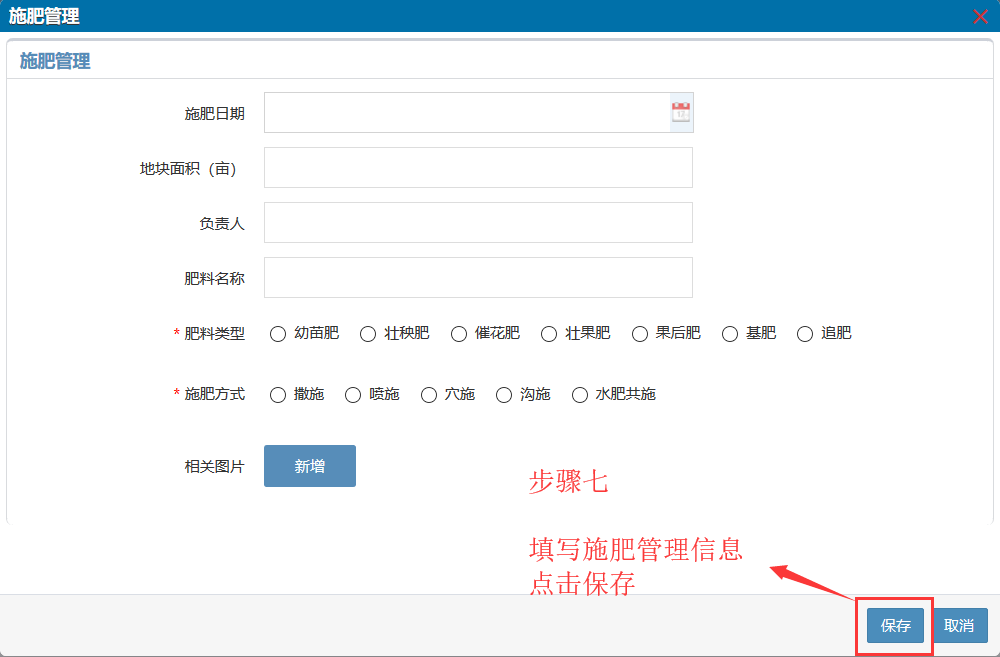 施肥管理
施肥管理
施肥日期
地块面积（亩）
负责人
肥料名称
* 肥料类型 幼苗肥 壮秧肥 催花肥 壮果肥 果后肥 基肥 追肥
* 施肥方式 撒施 喷施 穴施 沟施 水肥共施
相关图片 新增
步骤七
填写施肥管理信息
点击保存
保存 取消